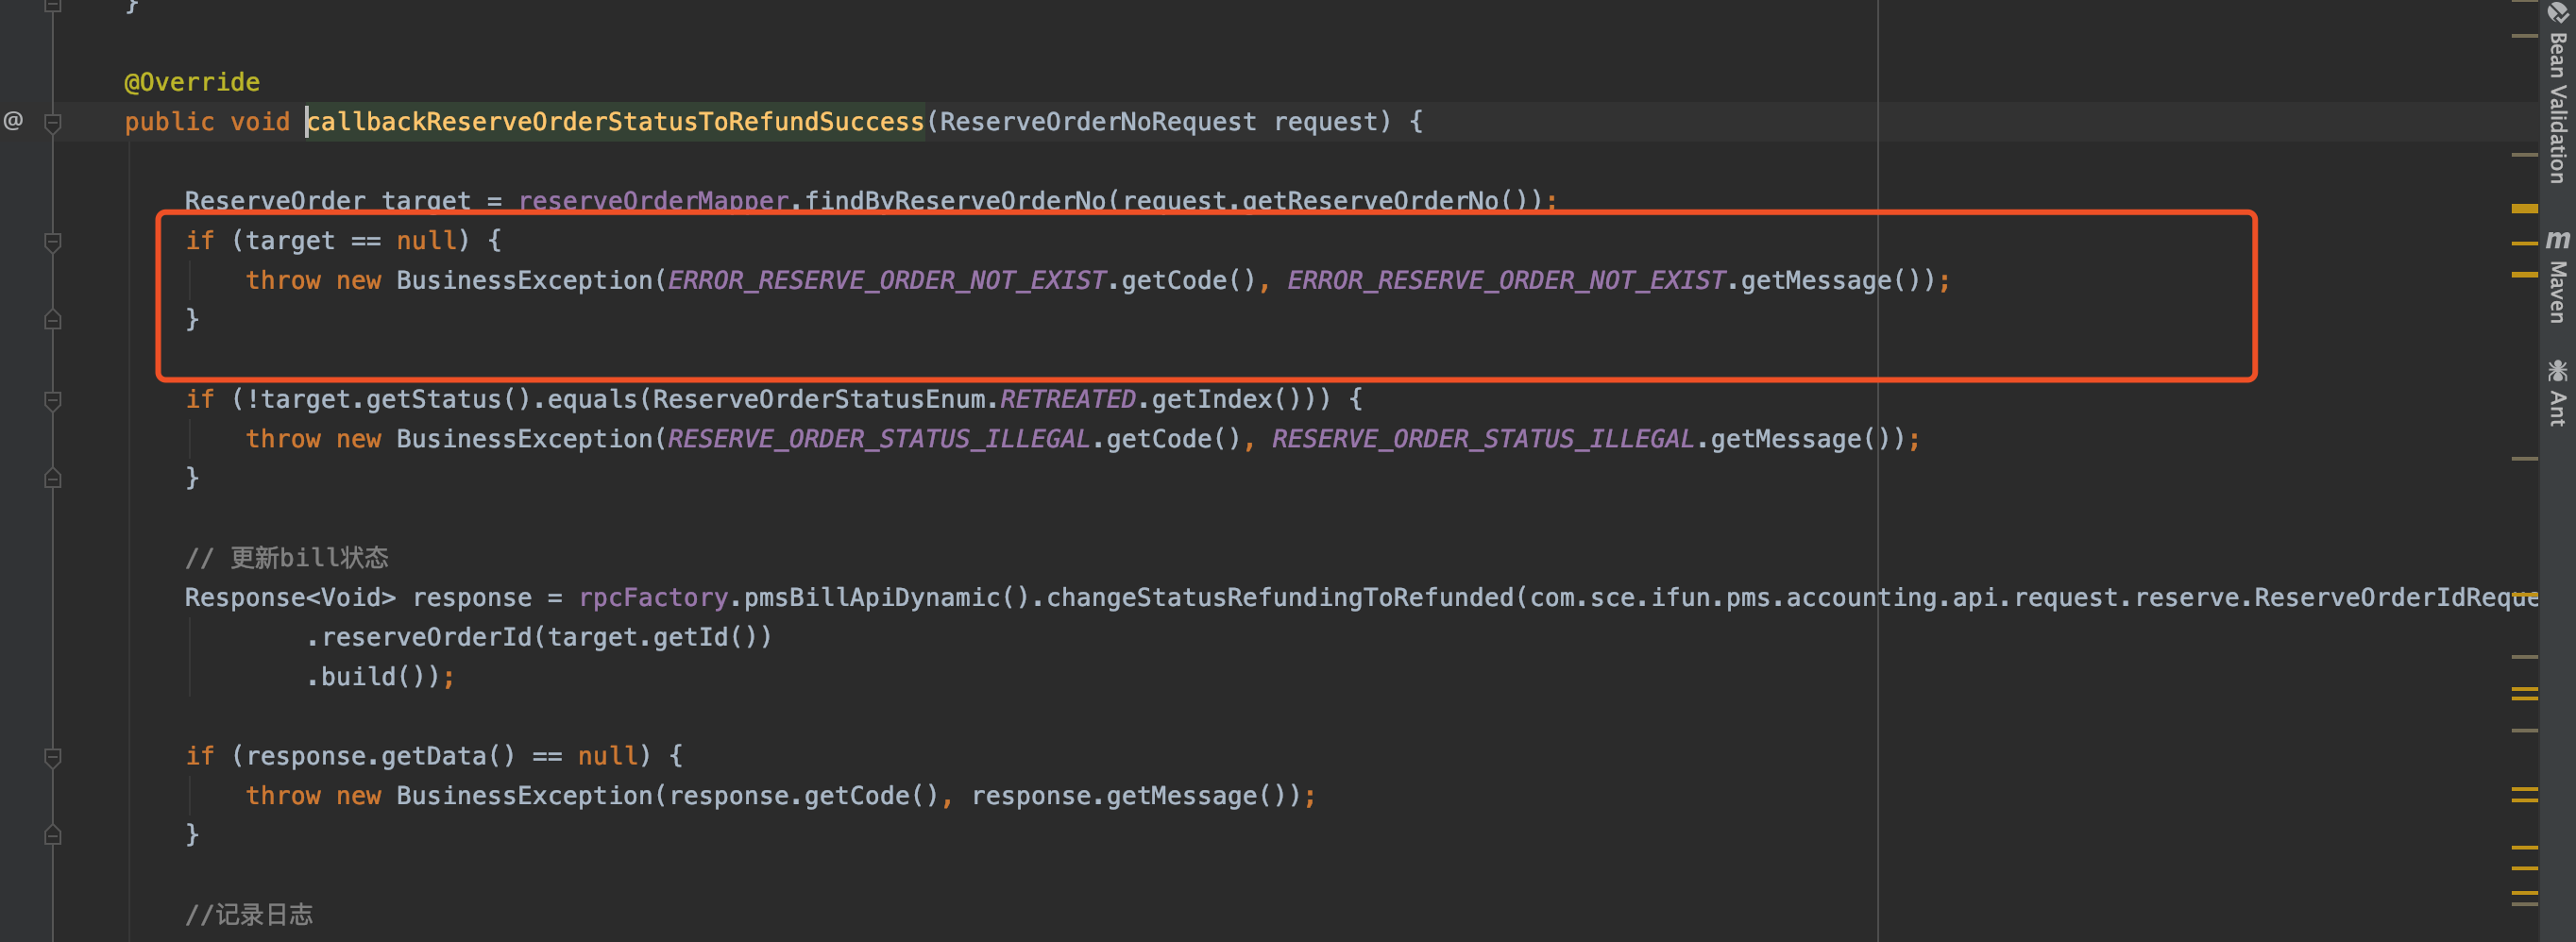 }
@Override
public void callbackReserveOrderStatusToRefundSuccess(ReserveOrderNoRequest request) {
ReserveOrder target = reserveOrderMapper.findByReserveOrderNo(request.getReserveOrderNo());
if (target == null) {
throw new BusinessException(ERROR_RESERVE_ORDER_NOT_EXIST.getCode(), ERROR_RESERVE_ORDER_NOT_EXIST.getMessage());
}
if (!target.getStatus().equals(ReserveOrderStatusEnum.RETREATED.getIndex())) {
throw new BusinessException(RESERVE_ORDER_STATUS_ILLEGAL.getCode(), RESERVE_ORDER_STATUS_ILLEGAL.getMessage());
}
// 更新bill状态
Response<Void> response = rpcFactory.pmsBillApiDynamic().changeStatusRefundingToRefunded(com.sce.ifun.pms.accounting.api.request.reserve.ReserveOrderIdReque
.reserveOrderId(target.getId())
.build());
if (response.getData() == null) {
throw new BusinessException(response.getCode(), response.getMessage());
}
//记录日志
@
Bean Validation
m Maven
Ant